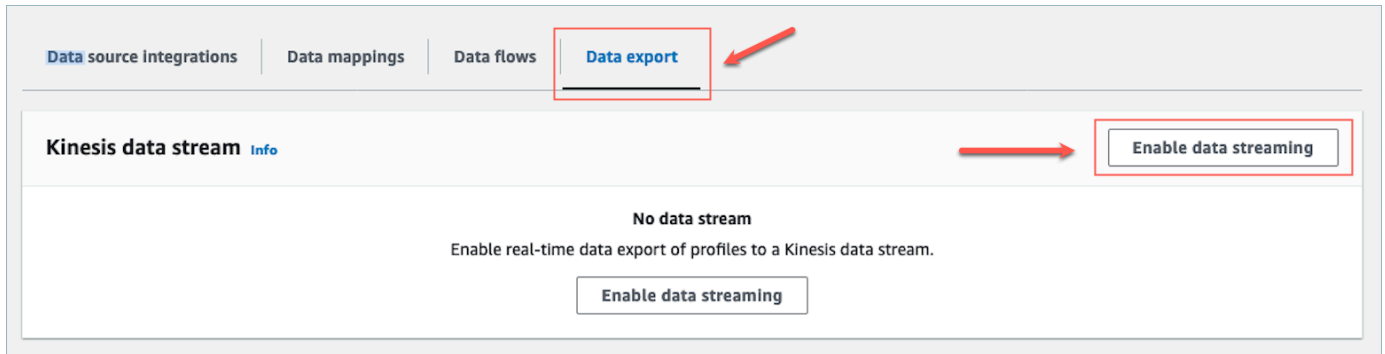 Data source integrations Data mappings Data flows Data export
Kinesis data stream Info Enable data streaming
No data stream
Enable real-time data export of profiles to a Kinesis data stream.
Enable data streaming